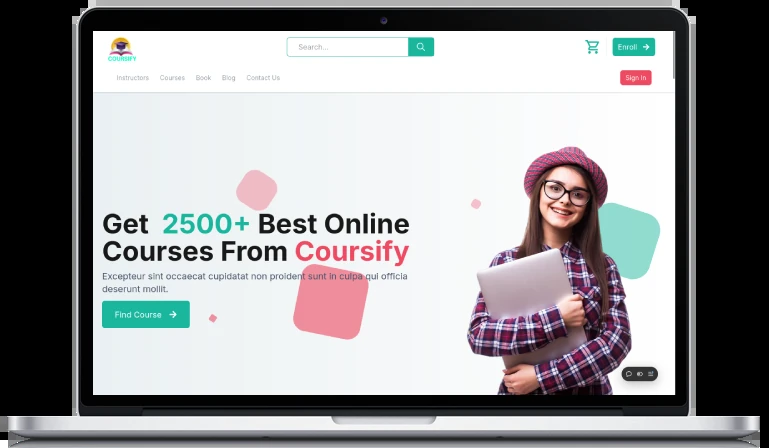 COURSIFY
Search...
Enroll
Instructors Courses Book Blog Contact Us
Sign in
Get 2500+ Best Online
Courses From Coursify
Excepteur sint occaecat cupidatat non proident sunt in culpa qui officia
deserunt mollit.
Find Course